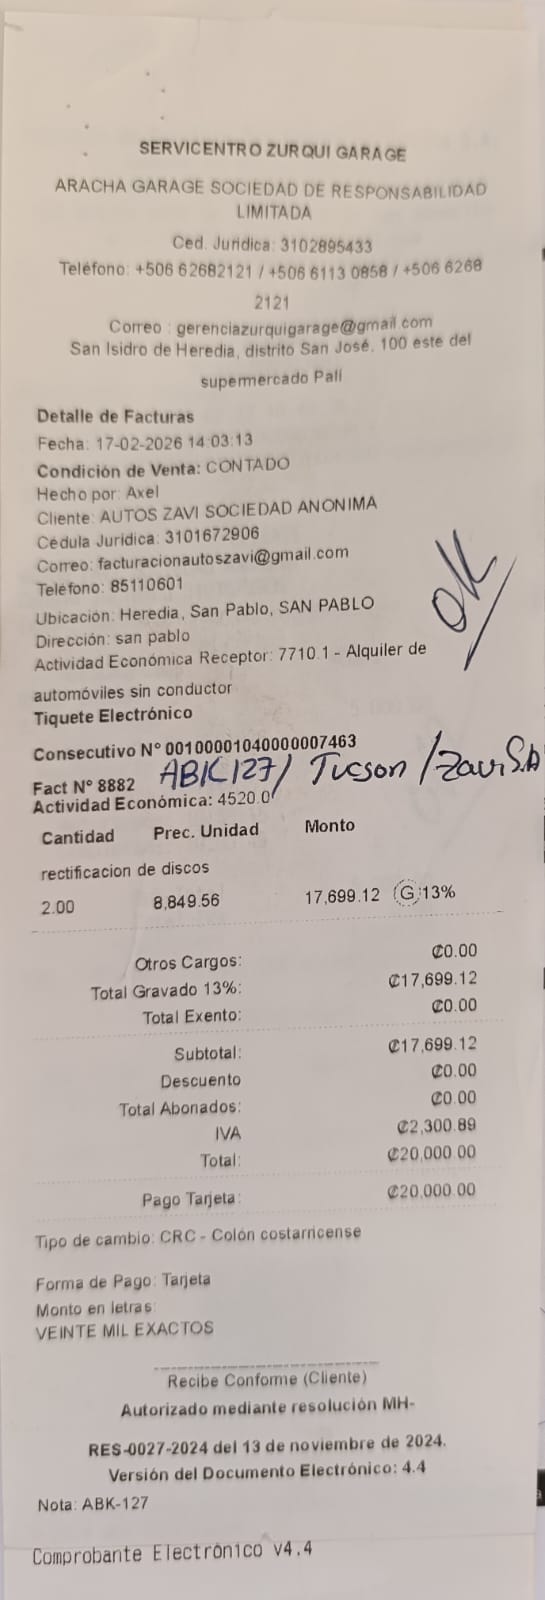 SERVICENTRO ZURQUI GARAGE
ARACHA GARAGE SOCIEDAD DE RESPONSABILIDAD
LIMITADA
Ced. Juridica: 3102895433
Teléfono: +506 62682121 / +506 6113 0858 / +506 6268
2121
Correo : gerenciazurquigarage@gmail.com
San Isidro de Heredia, distrito San José, 100 este del
supermercado Palí
Detalle de Facturas
Fecha: 17-02-2026 14:03:13
Condición de Venta: CONTADO
Hecho por: Axel
Cliente: AUTOS ZAVI SOCIEDAD ANONIMA
Cédula Jurídica: 3101672906
Correo: facturacionautoszavi@gmail.com
Teléfono: 85110601
OK
Ubicación: Heredia, San Pablo, SAN PABLO
Dirección: san pablo
Actividad Económica Receptor: 7710.1 - Alquiler de
automóviles sin conductor
Tiquete Electrónico
Consecutivo N° 00100001040000007463
Fact N° 8882 ABK127/ Tucson /Zavi S.A
Actividad Económica: 4520.0
Cantidad Prec. Unidad Monto
rectificacion de discos
2.00 8,849.56 17,699.12 G 13%
Otros Cargos: ₡0.00
Total Gravado 13%: ₡17,699.12
Total Exento: ₡0.00
Subtotal: ₡17,699.12
Descuento ₡0.00
Total Abonados: ₡0.00
IVA ₡2,300.89
Total: ₡20,000.00
Pago Tarjeta: ₡20,000.00
Tipo de cambio: CRC - Colón costarricense
Forma de Pago: Tarjeta
Monto en letras:
VEINTE MIL EXACTOS
Recibe Conforme (Cliente)
Autorizado mediante resolución MH-
RES-0027-2024 del 13 de noviembre de 2024.
Versión del Documento Electrónico: 4.4
Nota: ABK-127
Comprobante Electrónico v4.4